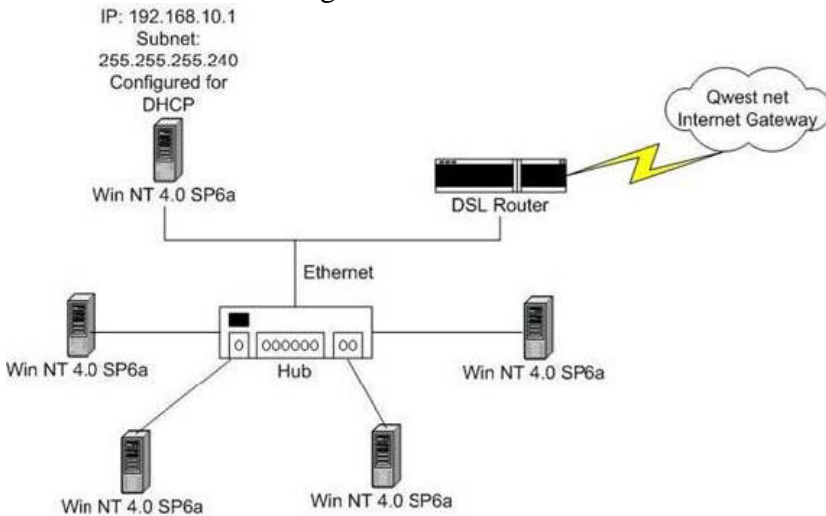 IP: 192.168.10.1
Subnet:
255.255.255.240
Configured for
DHCP
Win NT 4.0 SP6a
Qwest net
Internet Gateway
DSL Router
Ethernet
Win NT 4.0 SP6a
Hub
Win NT 4.0 SP6a
Win NT 4.0 SP6a
Win NT 4.0 SP6a